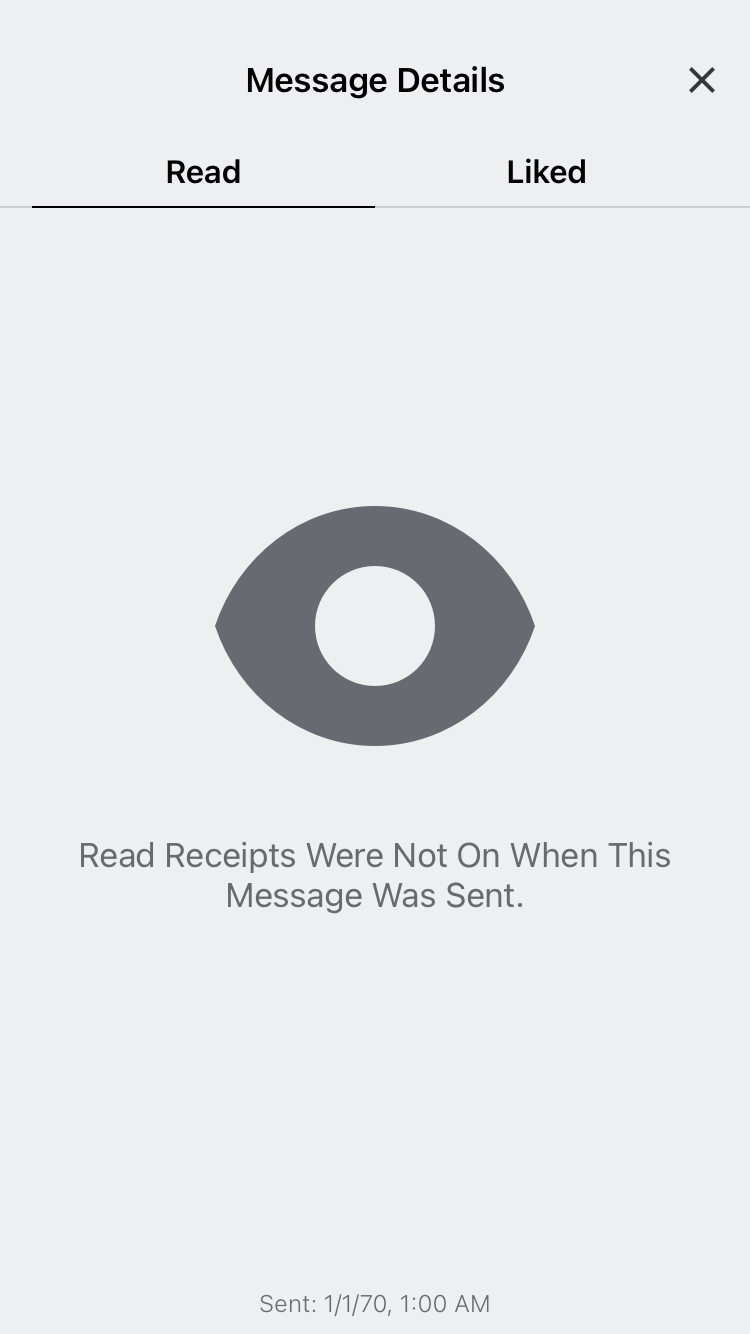 Message Details
Read Liked
Read Receipts Were Not On When This
Message Was Sent.
Sent: 1/1/70, 1:00 AM